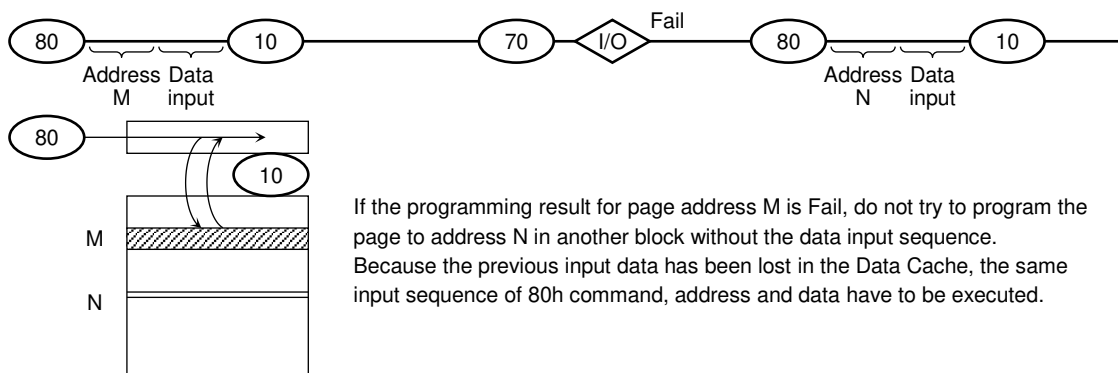 Fail
80 10 70 I/O 80 10
Address Data Address Data
M input N input
80
10
If the programming result for page address M is Fail, do not try to program the
M page to address N in another block without the data input sequence.
Because the previous input data has been lost in the Data Cache, the same
N input sequence of 80h command, address and data have to be executed.